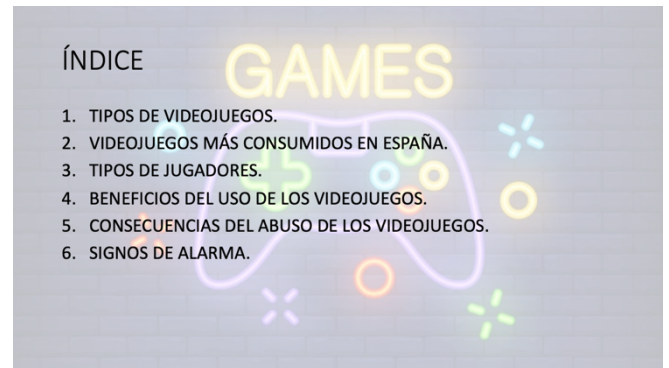 GAMES
ÍNDICE
1. TIPOS DE VIDEOJUEGOS.
2. VIDEOJUEGOS MÁS CONSUMIDOS EN ESPAÑA.
3. TIPOS DE JUGADORES.
4. BENEFICIOS DEL USO DE LOS VIDEOJUEGOS.
5. CONSECUENCIAS DEL ABUSO DE LOS VIDEOJUEGOS.
6. SIGNOS DE ALARMA.